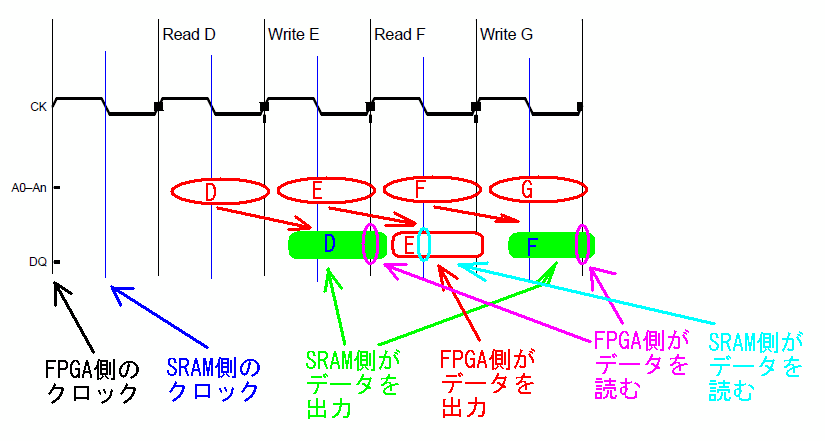 Read D
Write E
Read F
Write G
CK
A0–An
D
E
F
G
DQ
D
E
F
FPGA側の
クロック
SRAM側の
クロック
SRAM側が
データを
出力
FPGA側が
データを
出力
FPGA側が
データを
読む
SRAM側が
データを
読む